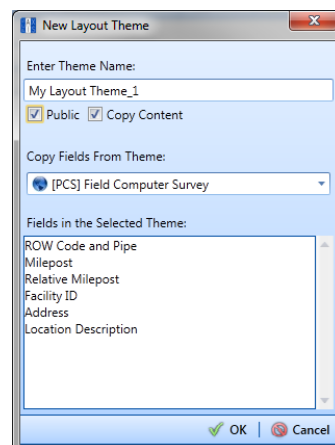 New Layout Theme
Enter Theme Name:
My Layout Theme_1
Public Copy Content
Copy Fields From Theme:
[PCS] Field Computer Survey
Fields in the Selected Theme:
ROW Code and Pipe
Milepost
Relative Milepost
Facility ID
Address
Location Description
OK | Cancel